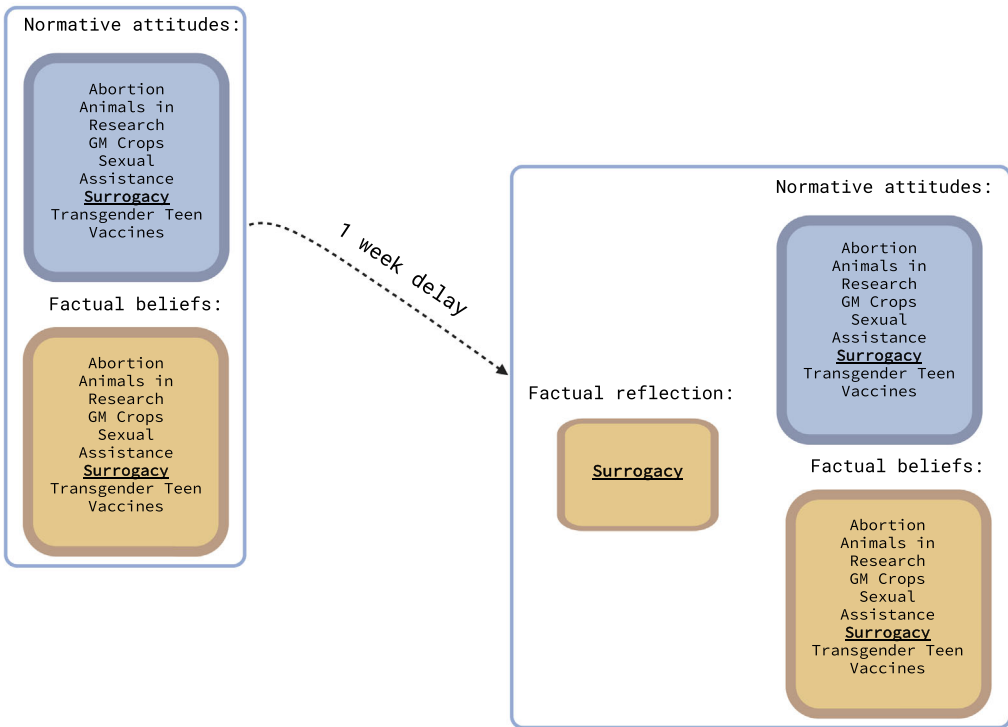 Normative attitudes:
Abortion
Animals in
Research
GM Crops
Sexual
Assistance
Surrogacy
Transgender Teen
Vaccines
Factual beliefs:
Abortion
Animals in
Research
GM Crops
Sexual
Assistance
Surrogacy
Transgender Teen
Vaccines
1 week delay
Factual reflection:
Surrogacy
Normative attitudes:
Abortion
Animals in
Research
GM Crops
Sexual
Assistance
Surrogacy
Transgender Teen
Vaccines
Factual beliefs:
Abortion
Animals in
Research
GM Crops
Sexual
Assistance
Surrogacy
Transgender Teen
Vaccines